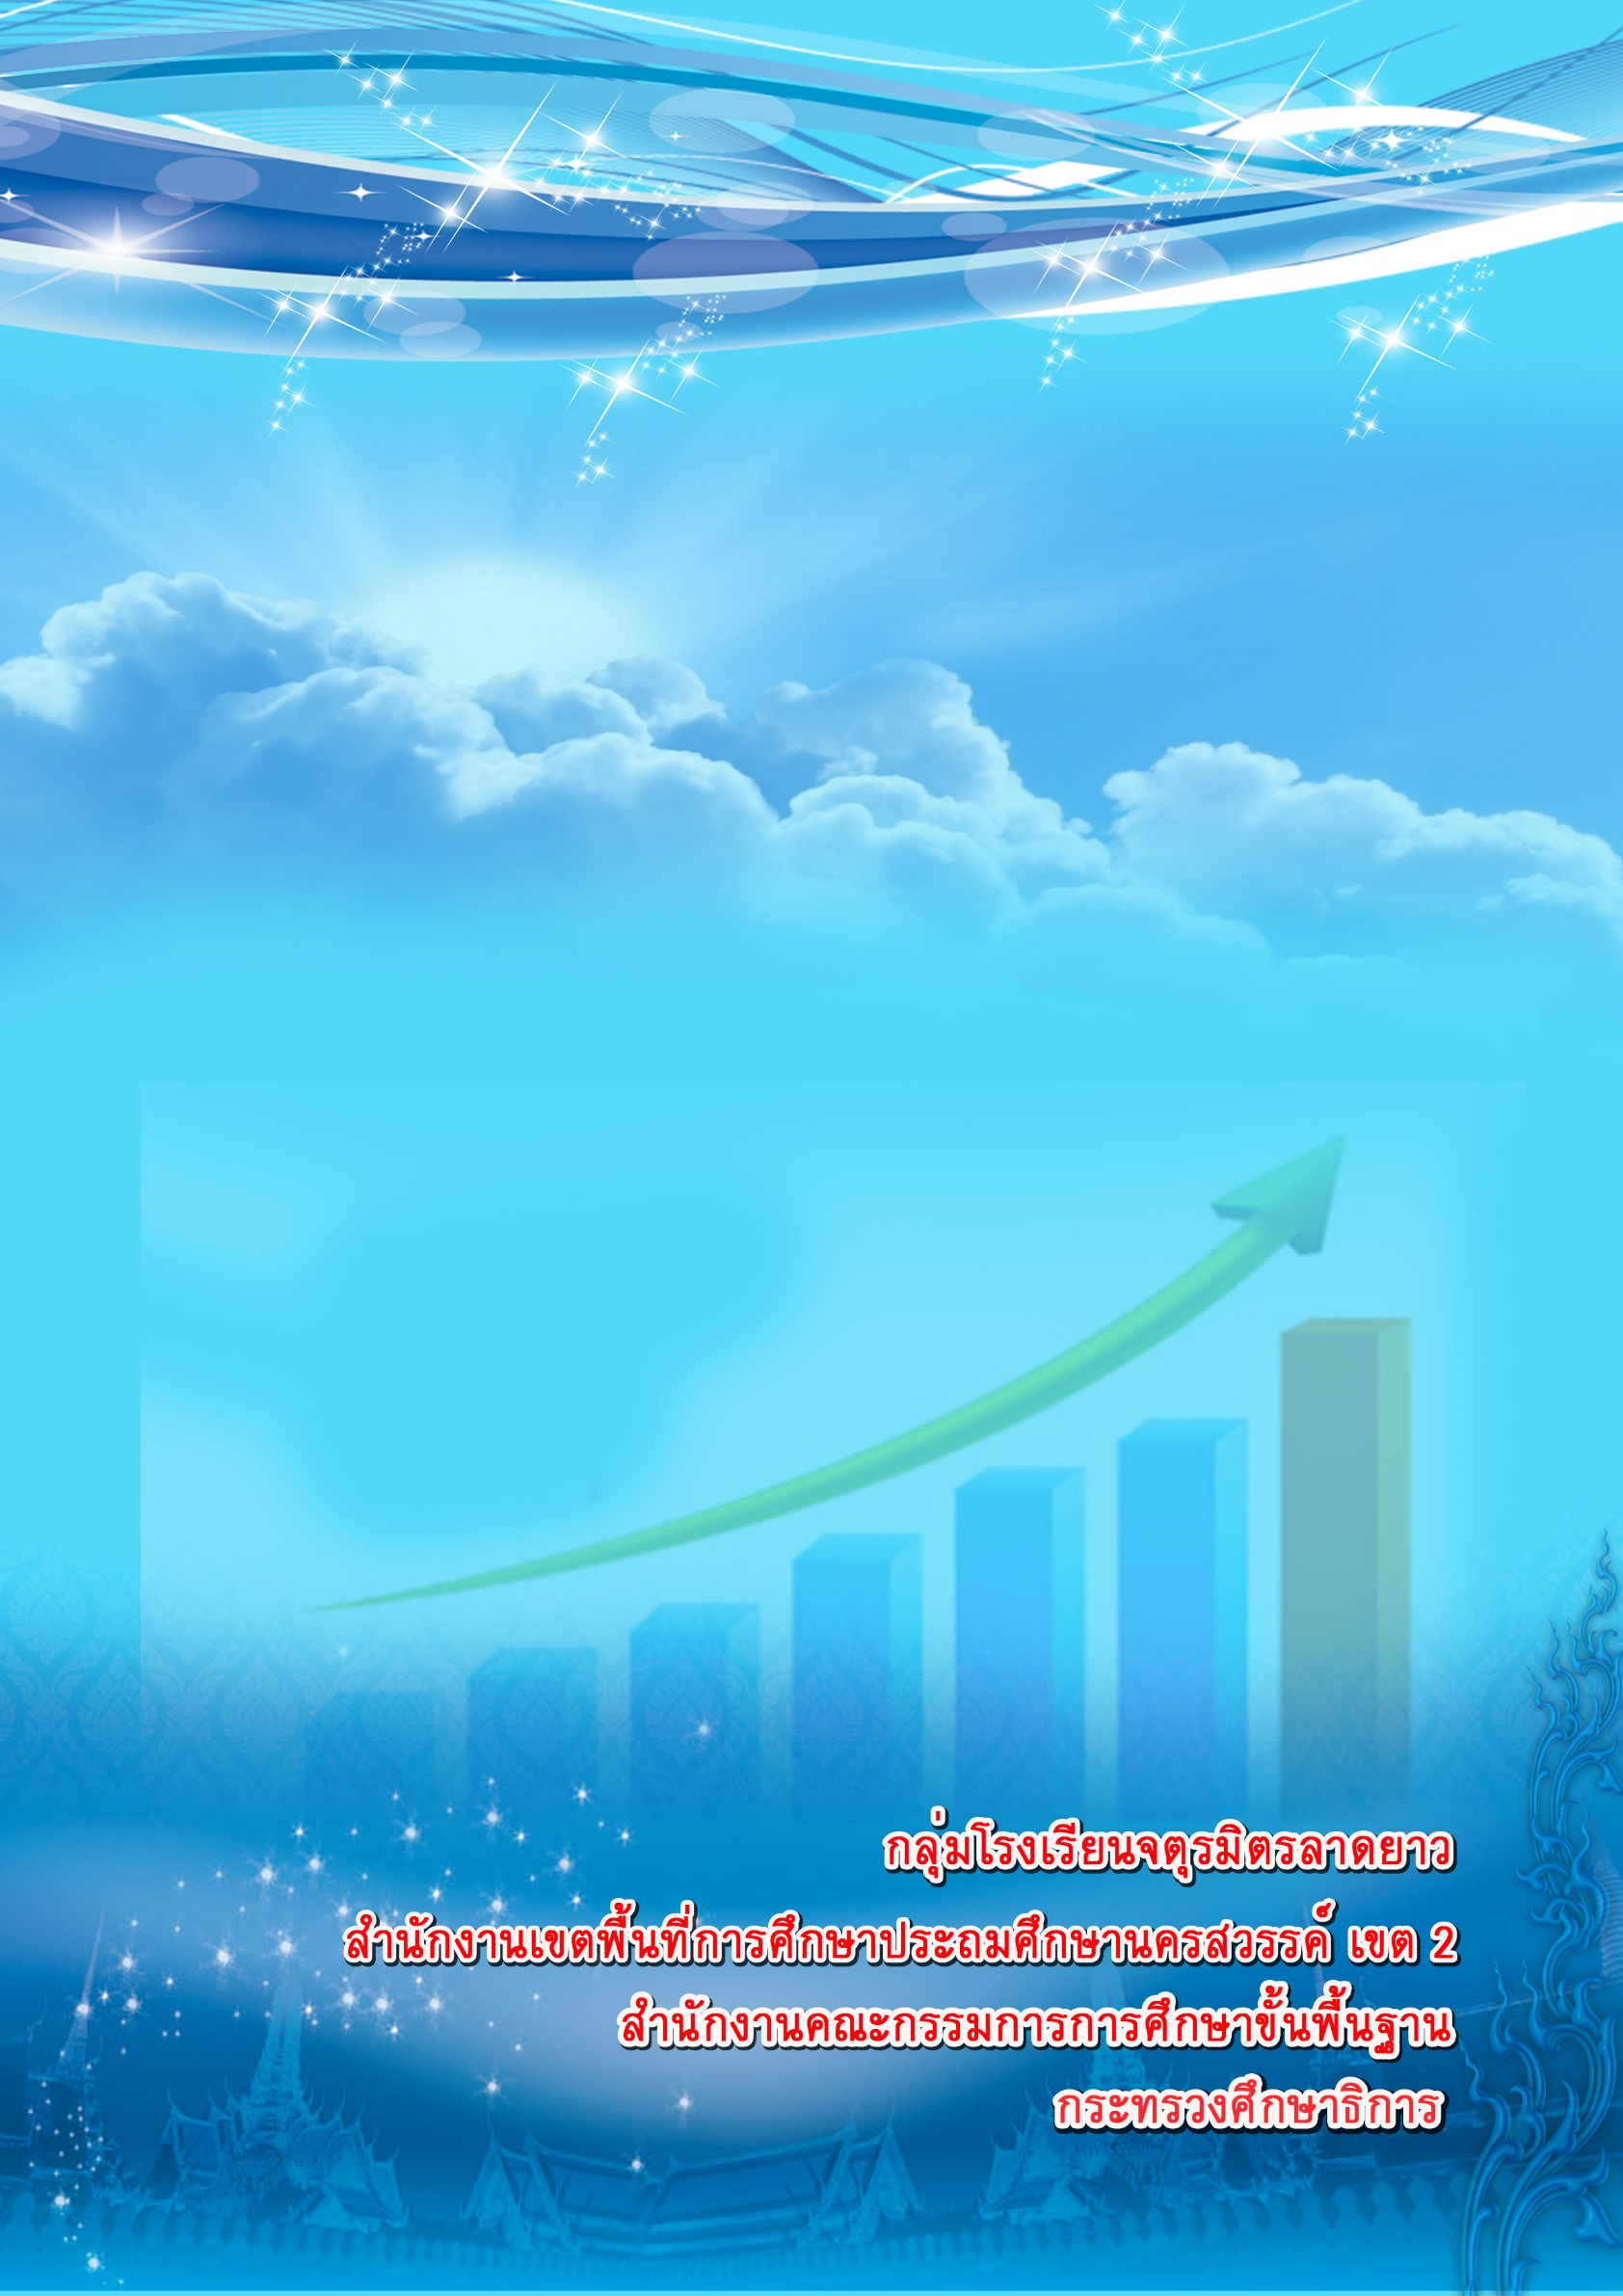 กลุ่มโรงเรียนจตุรมิตรลาดยาว
สำนักงานเขตพื้นที่การศึกษาประถมศึกษานครสวรรค์ เขต 2
สำนักงานคณะกรรมการการศึกษาขั้นพื้นฐาน
กระทรวงศึกษาธิการ